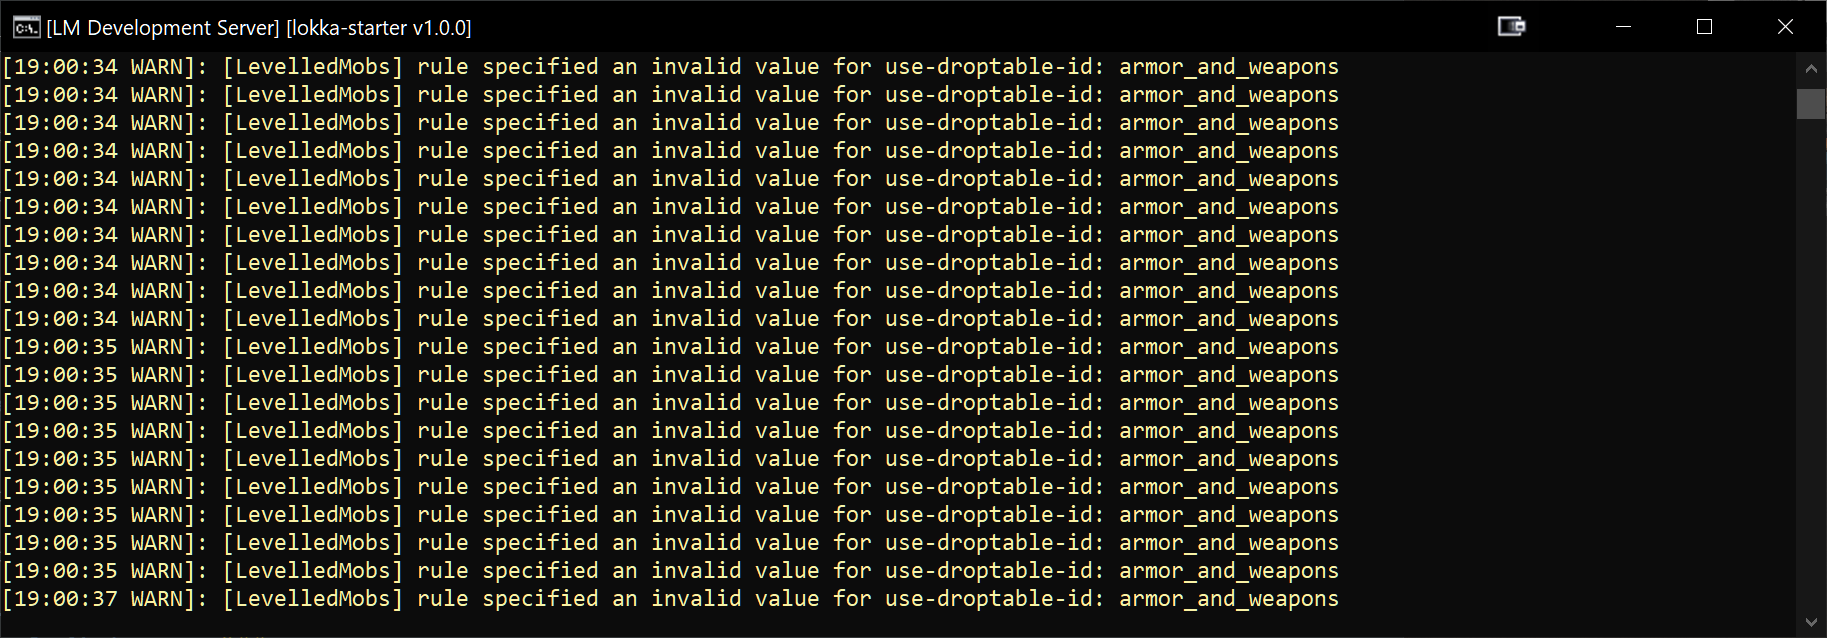 [LM Development Server] [lokka-starter v1.0.0]
[19:00:34 WARN]: [LevelledMobs] rule specified an invalid value for use-droptable-id: armor_and_weapons
[19:00:34 WARN]: [LevelledMobs] rule specified an invalid value for use-droptable-id: armor_and_weapons
[19:00:34 WARN]: [LevelledMobs] rule specified an invalid value for use-droptable-id: armor_and_weapons
[19:00:34 WARN]: [LevelledMobs] rule specified an invalid value for use-droptable-id: armor_and_weapons
[19:00:34 WARN]: [LevelledMobs] rule specified an invalid value for use-droptable-id: armor_and_weapons
[19:00:34 WARN]: [LevelledMobs] rule specified an invalid value for use-droptable-id: armor_and_weapons
[19:00:34 WARN]: [LevelledMobs] rule specified an invalid value for use-droptable-id: armor_and_weapons
[19:00:34 WARN]: [LevelledMobs] rule specified an invalid value for use-droptable-id: armor_and_weapons
[19:00:34 WARN]: [LevelledMobs] rule specified an invalid value for use-droptable-id: armor_and_weapons
[19:00:34 WARN]: [LevelledMobs] rule specified an invalid value for use-droptable-id: armor_and_weapons
[19:00:35 WARN]: [LevelledMobs] rule specified an invalid value for use-droptable-id: armor_and_weapons
[19:00:35 WARN]: [LevelledMobs] rule specified an invalid value for use-droptable-id: armor_and_weapons
[19:00:35 WARN]: [LevelledMobs] rule specified an invalid value for use-droptable-id: armor_and_weapons
[19:00:35 WARN]: [LevelledMobs] rule specified an invalid value for use-droptable-id: armor_and_weapons
[19:00:35 WARN]: [LevelledMobs] rule specified an invalid value for use-droptable-id: armor_and_weapons
[19:00:35 WARN]: [LevelledMobs] rule specified an invalid value for use-droptable-id: armor_and_weapons
[19:00:35 WARN]: [LevelledMobs] rule specified an invalid value for use-droptable-id: armor_and_weapons
[19:00:35 WARN]: [LevelledMobs] rule specified an invalid value for use-droptable-id: armor_and_weapons
[19:00:35 WARN]: [LevelledMobs] rule specified an invalid value for use-droptable-id: armor_and_weapons
[19:00:37 WARN]: [LevelledMobs] rule specified an invalid value for use-droptable-id: armor_and_weapons